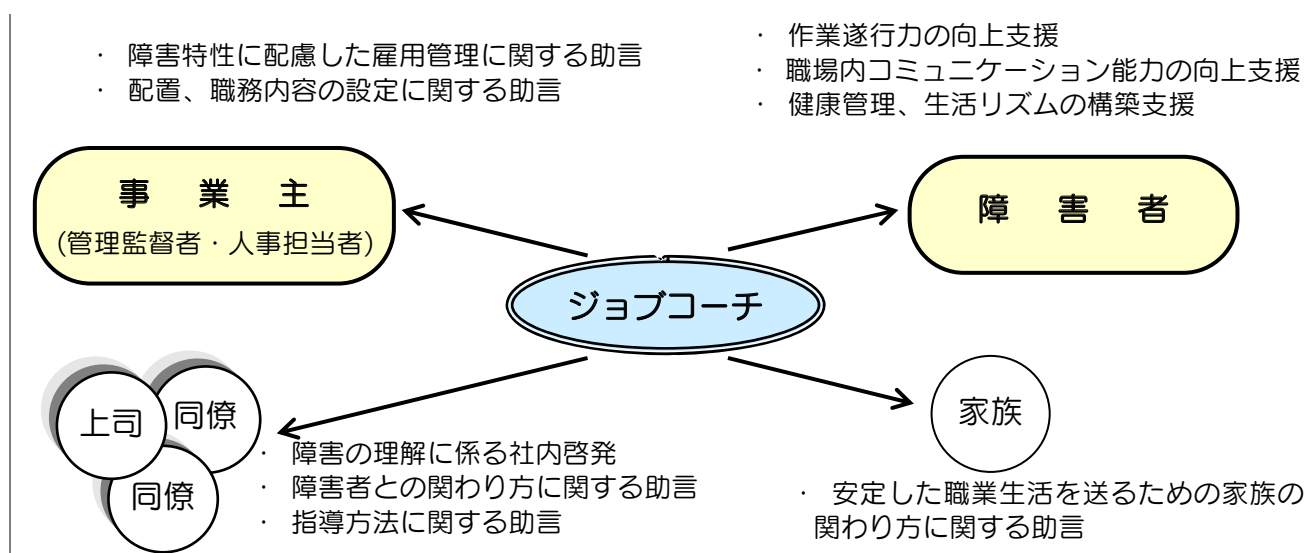 · 障害特性に配慮した雇用管理に関する助言
· 配置、職務内容の設定に関する助言
· 作業遂行力の向上支援
· 職場内コミュニケーション能力の向上支援
· 健康管理、生活リズムの構築支援
事 業 主
(管理監督者・人事担当者)
障 害 者
ジョブコーチ
上司
同僚
同僚
· 障害の理解に係る社内啓発
· 障害者との関わり方に関する助言
· 指導方法に関する助言
家族
· 安定した職業生活を送るための家族の
関わり方に関する助言